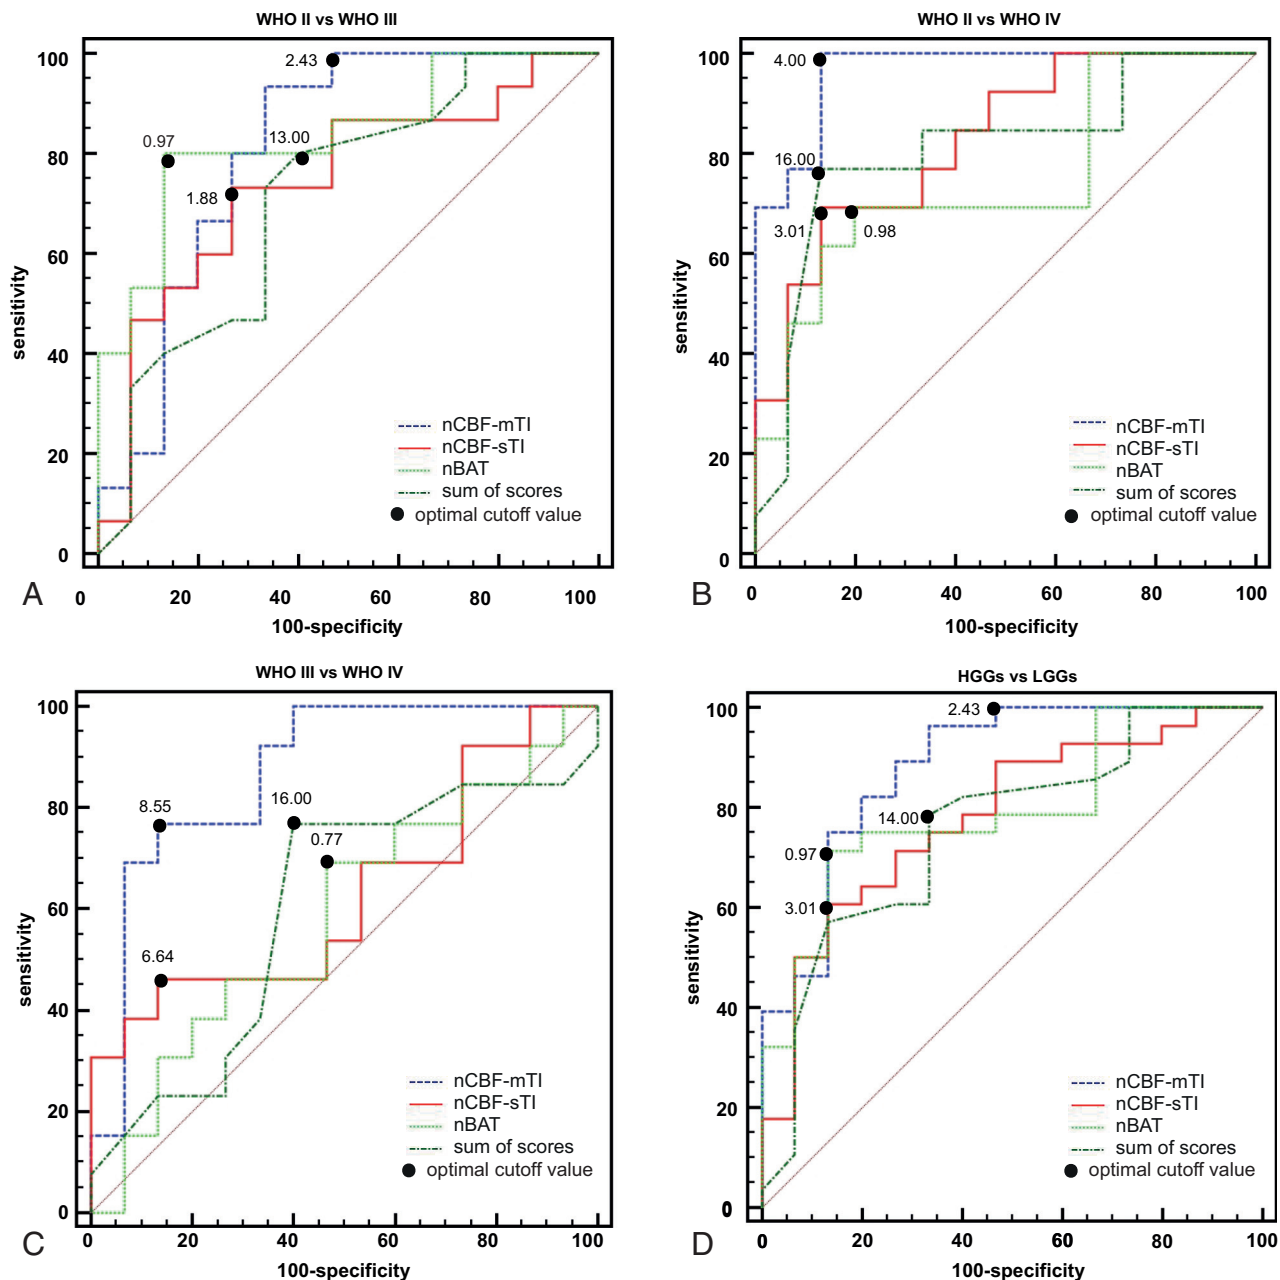 WHO II vs WHO III
100
80
60
40
20
0
sensitivity
2.43
0.97
13.00
1.88
nCBF-mTI
nCBF-sTI
nBAT
sum of scores
optimal cutoff value
A
0 20 40 60 80 100
100-specificity
WHO II vs WHO IV
100
80
60
40
20
0
sensitivity
4.00
16.00
3.01
0.98
nCBF-mTI
nCBF-sTI
nBAT
sum of scores
optimal cutoff value
B
0 20 40 60 80 100
100-specificity
WHO III vs WHO IV
100
80
60
40
20
0
sensitivity
8.55
16.00
0.77
6.64
nCBF-mTI
nCBF-sTI
nBAT
sum of scores
optimal cutoff value
C
0 20 40 60 80 100
100-specificity
HGGs vs LGGs
100
80
60
40
20
0
sensitivity
2.43
14.00
0.97
3.01
nCBF-mTI
nCBF-sTI
nBAT
sum of scores
optimal cutoff value
D
0 20 40 60 80 100
100-specificity